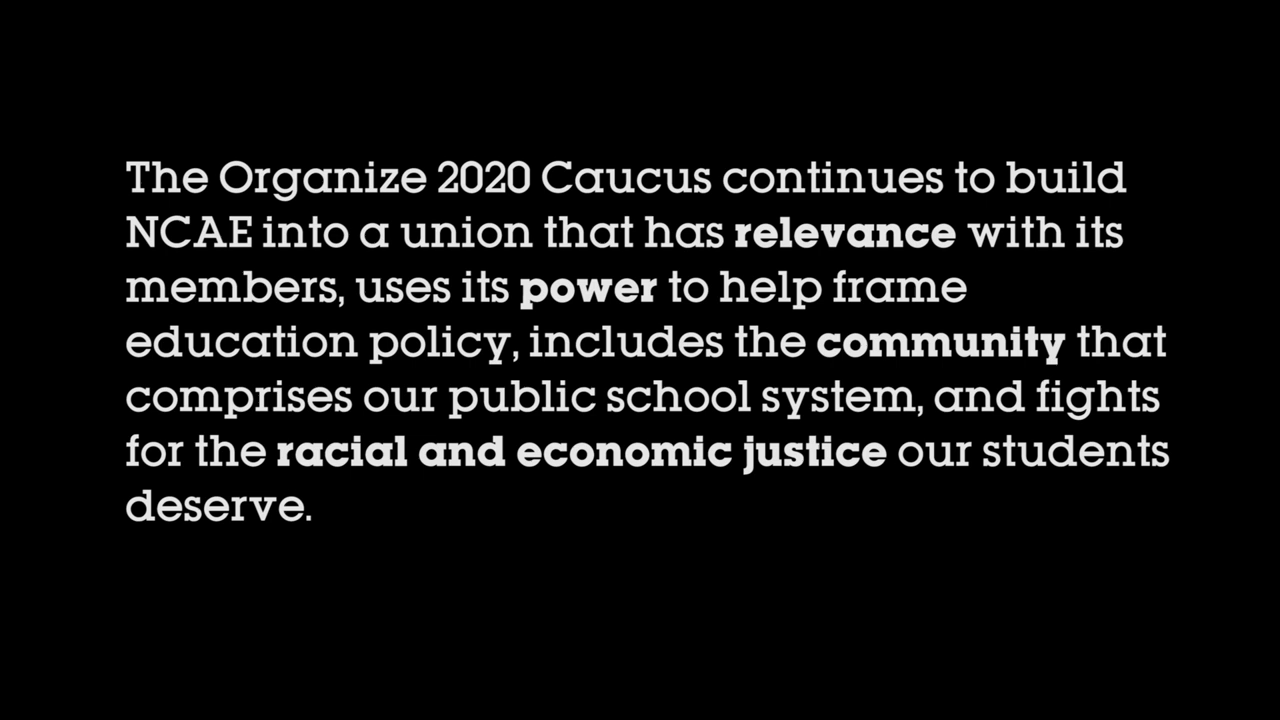 The Organize 2020 Caucus continues to build
NCAE into a union that has relevance with its
members, uses its power to help frame
education policy, includes the community that
comprises our public school system, and fights
for the racial and economic justice our students
deserve.